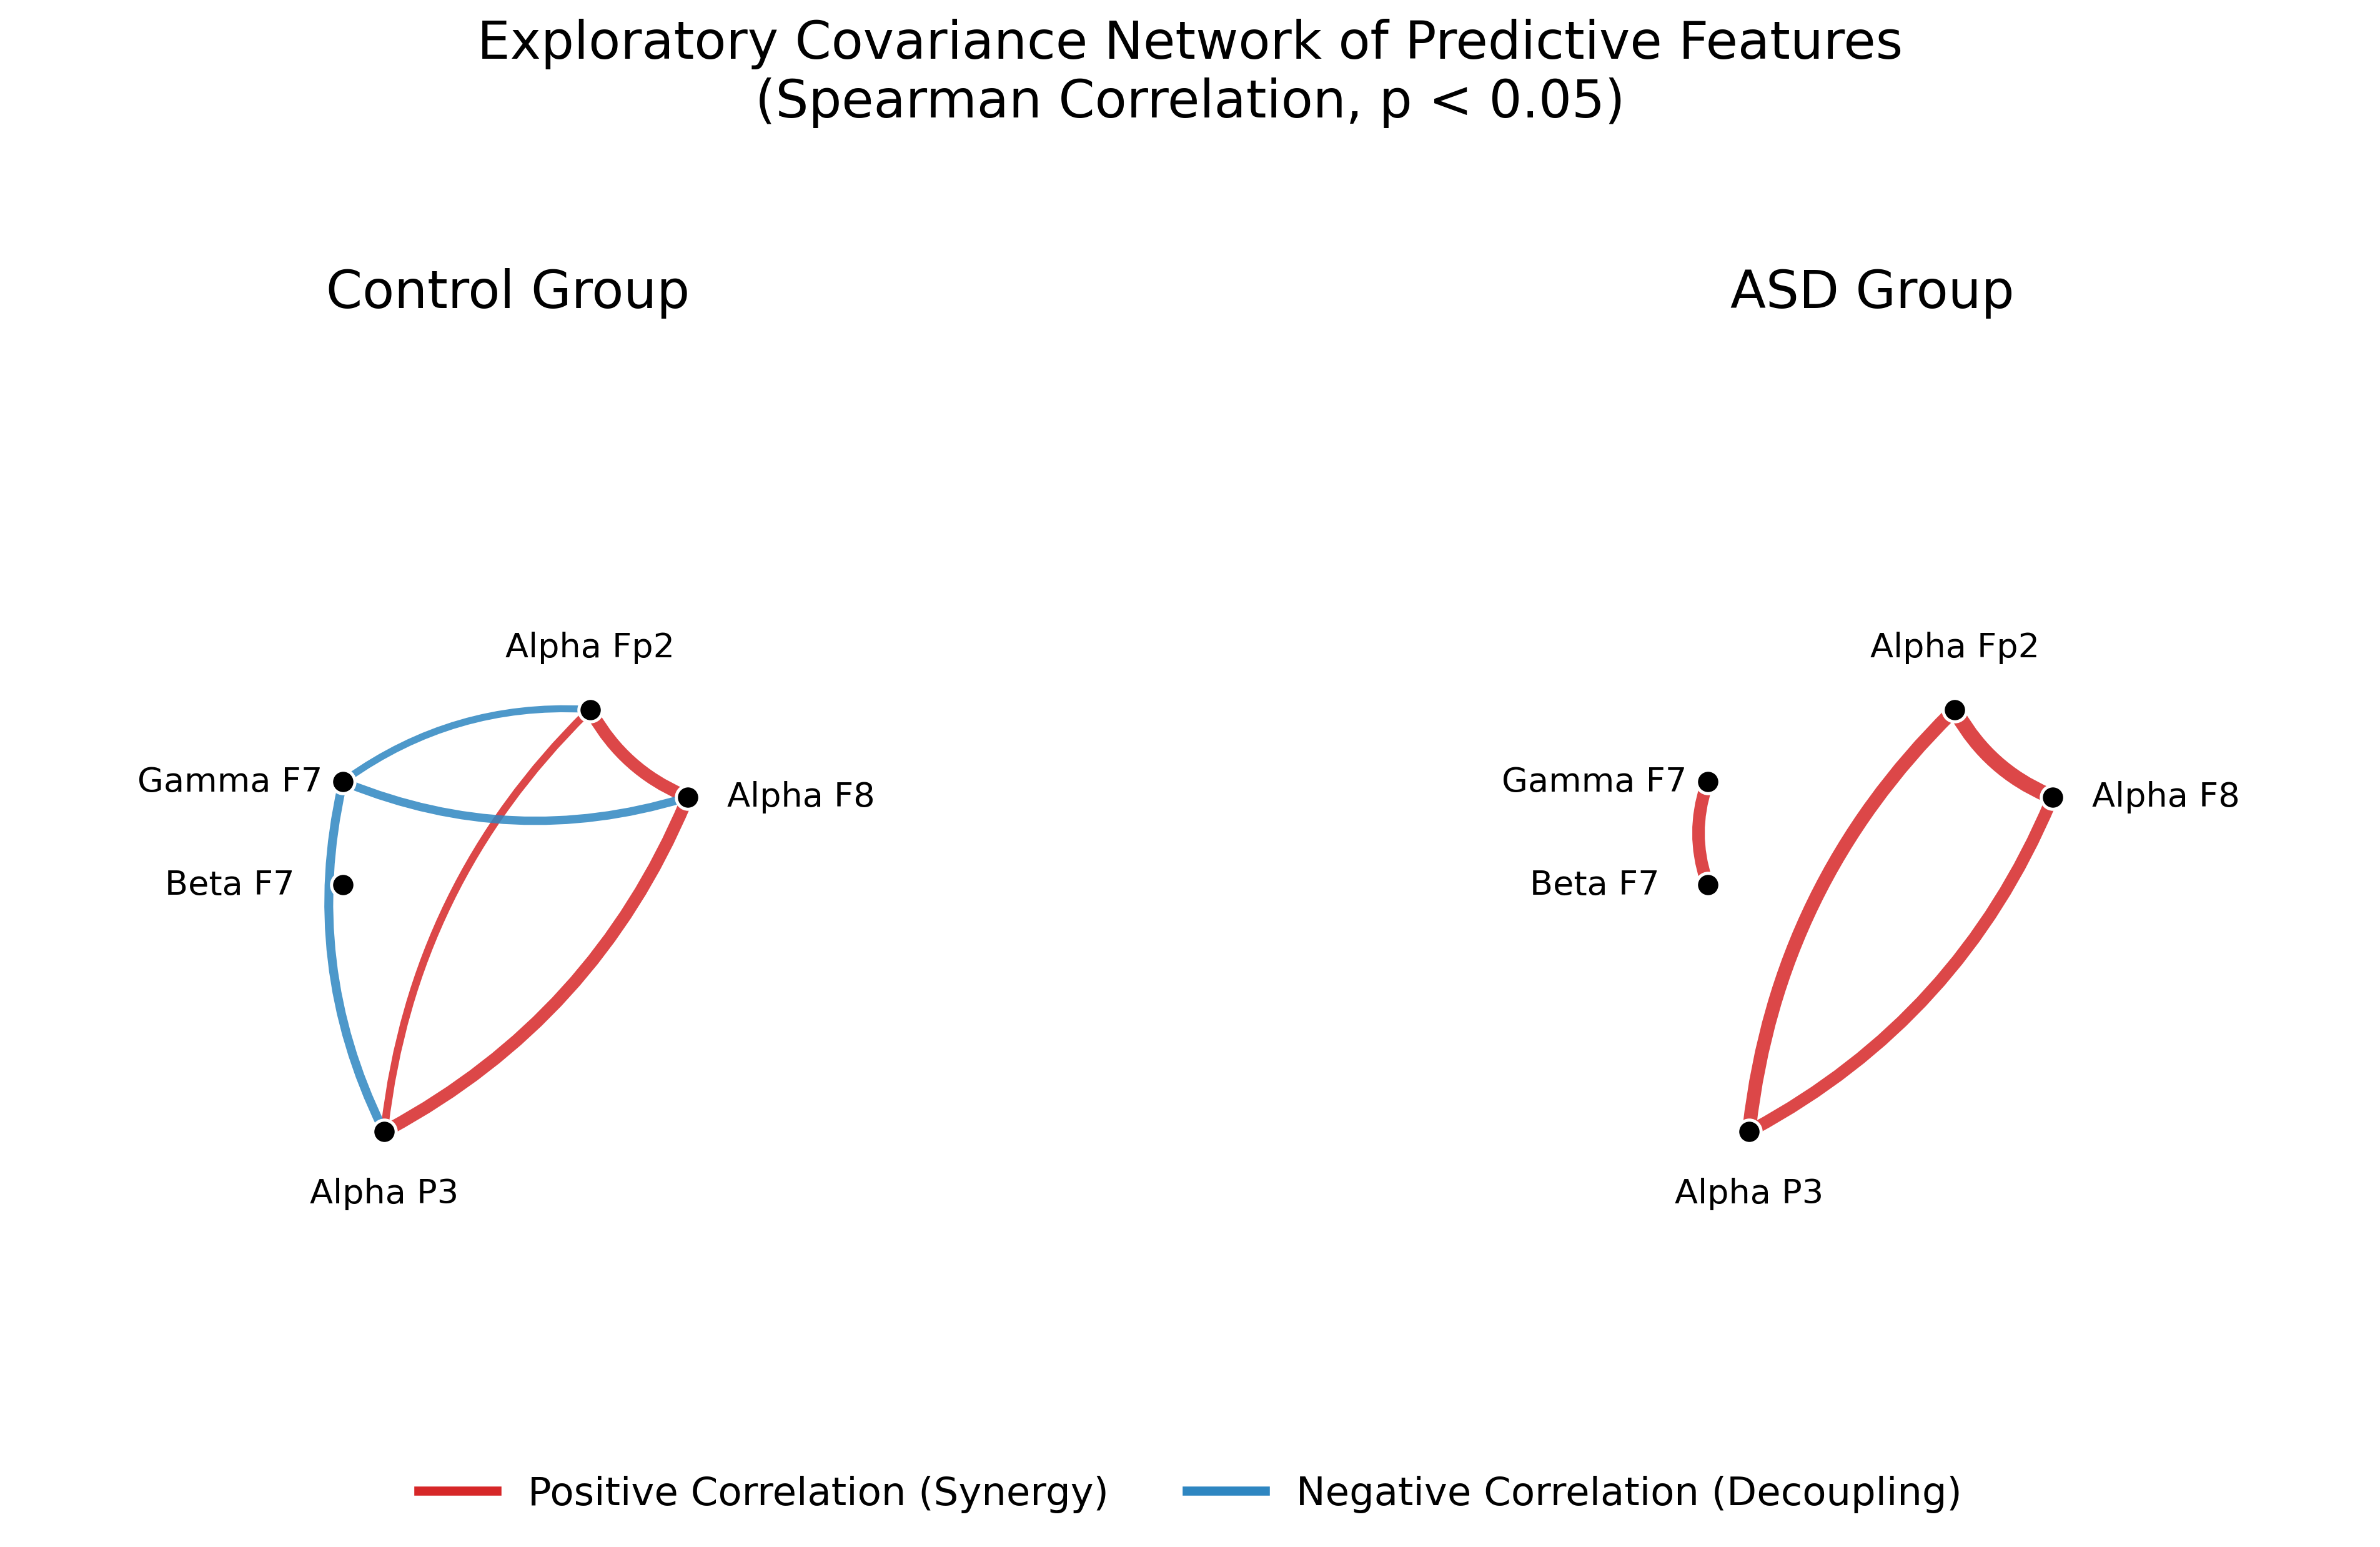 Exploratory Covariance Network of Predictive Features
(Spearman Correlation, p < 0.05)
Control Group
Alpha Fp2
Gamma F7
Alpha F8
Beta F7
Alpha P3
ASD Group
Alpha Fp2
Gamma F7
Alpha F8
Beta F7
Alpha P3
Positive Correlation (Synergy)
Negative Correlation (Decoupling)